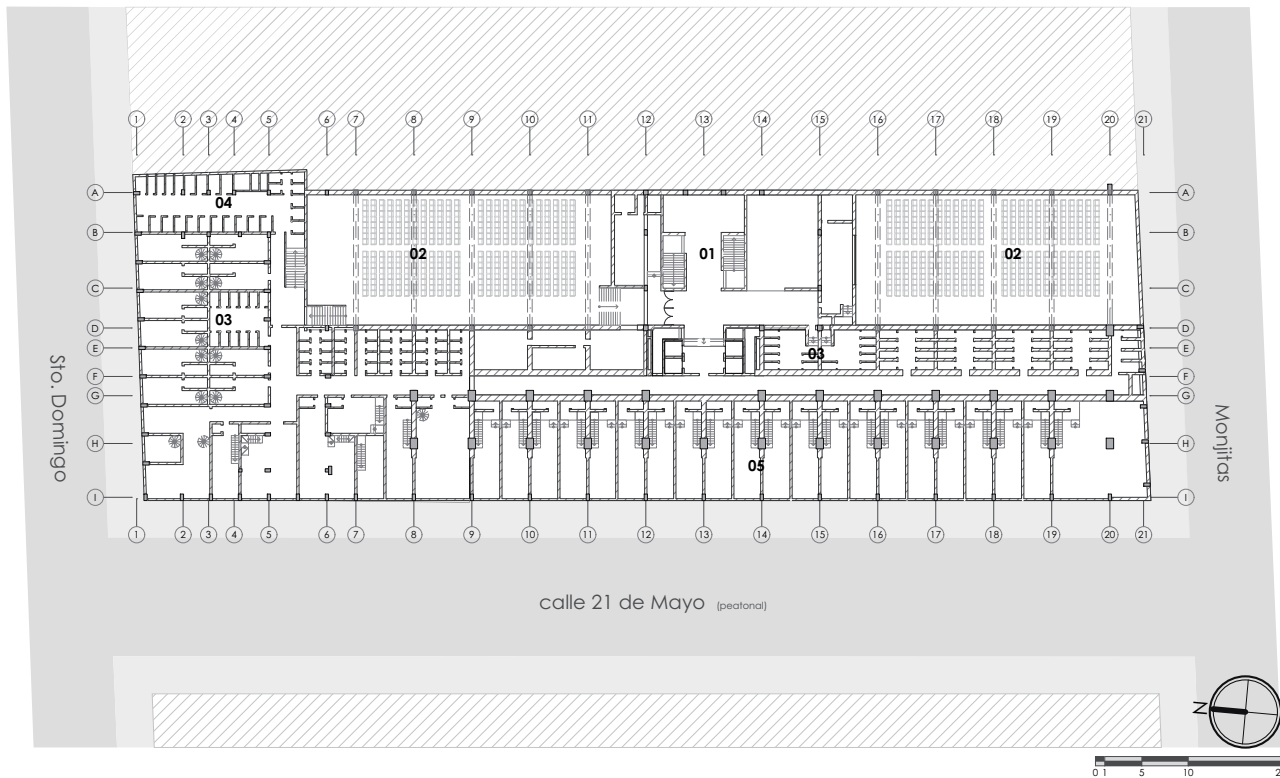 1 2 3 4 5 6 7 8 9 10 11 12 13 14 15 16 17 18 19 20 21
A A
04
B B
02 01 02
C C
03
D D
03
E E
F F
G G
Sto. Domingo
Monjitas
H H
05
I I
1 2 3 4 5 6 7 8 9 10 11 12 13 14 15 16 17 18 19 20 21
calle 21 de Mayo (peatonal)
N
0 1 5 10